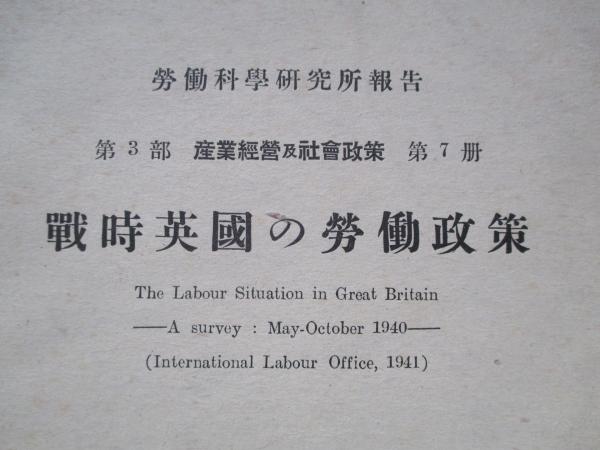 勞働科學硏究所報告
第3部 産業經營及社會政策 第7册
戰時英國の勞働政策
The Labour Situation in Great Britain
——A survey : May-October 1940——
(International Labour Office, 1941)